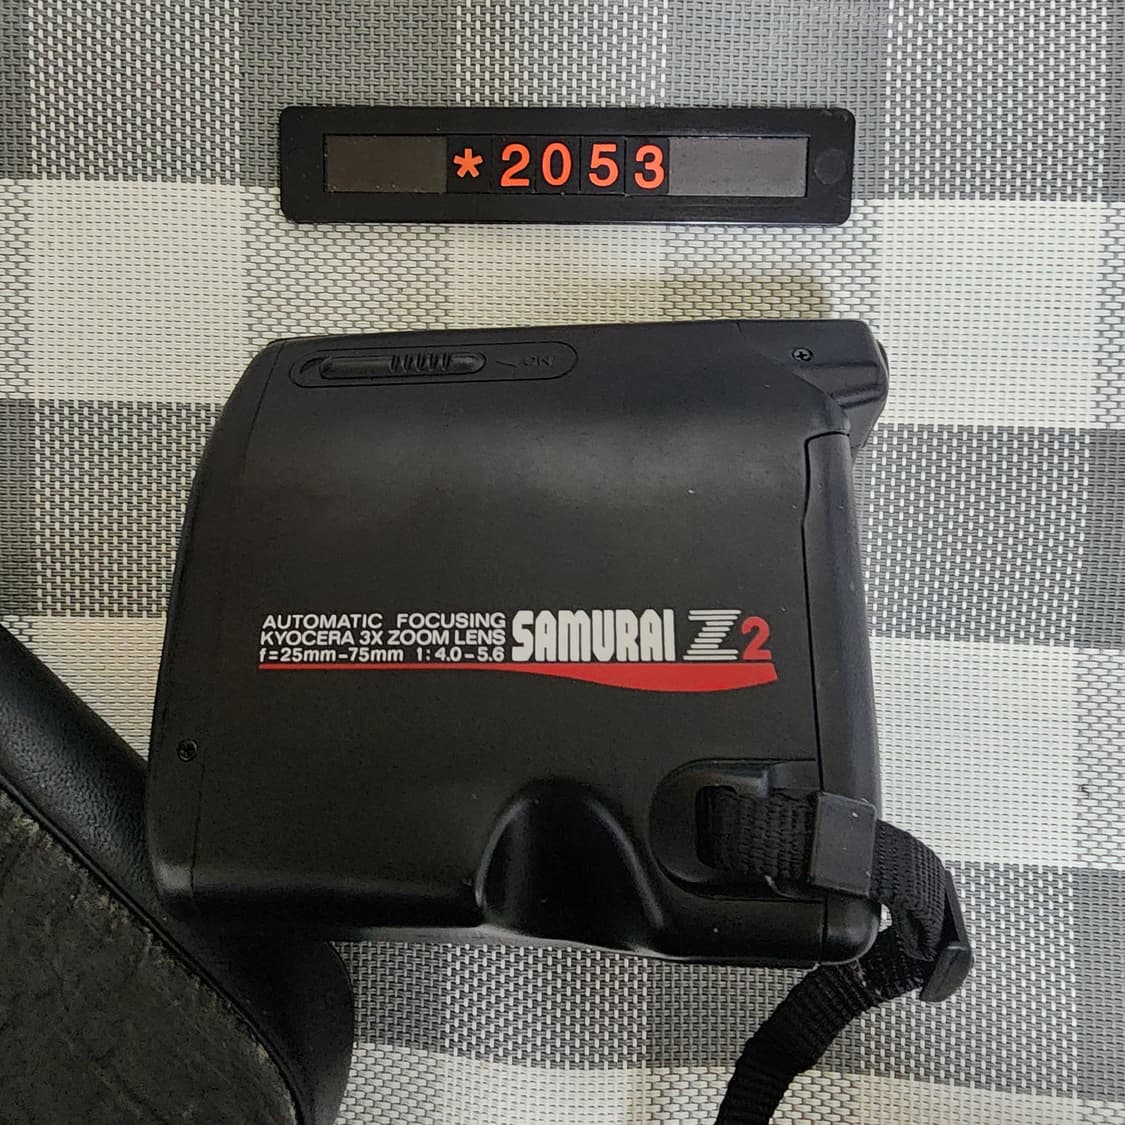 *2053
AUTOMATIC FOCUSING
KYOCERA 3X ZOOM LENS
f=25mm–75mm 1:4.0–5.6
SAMURAI Z2